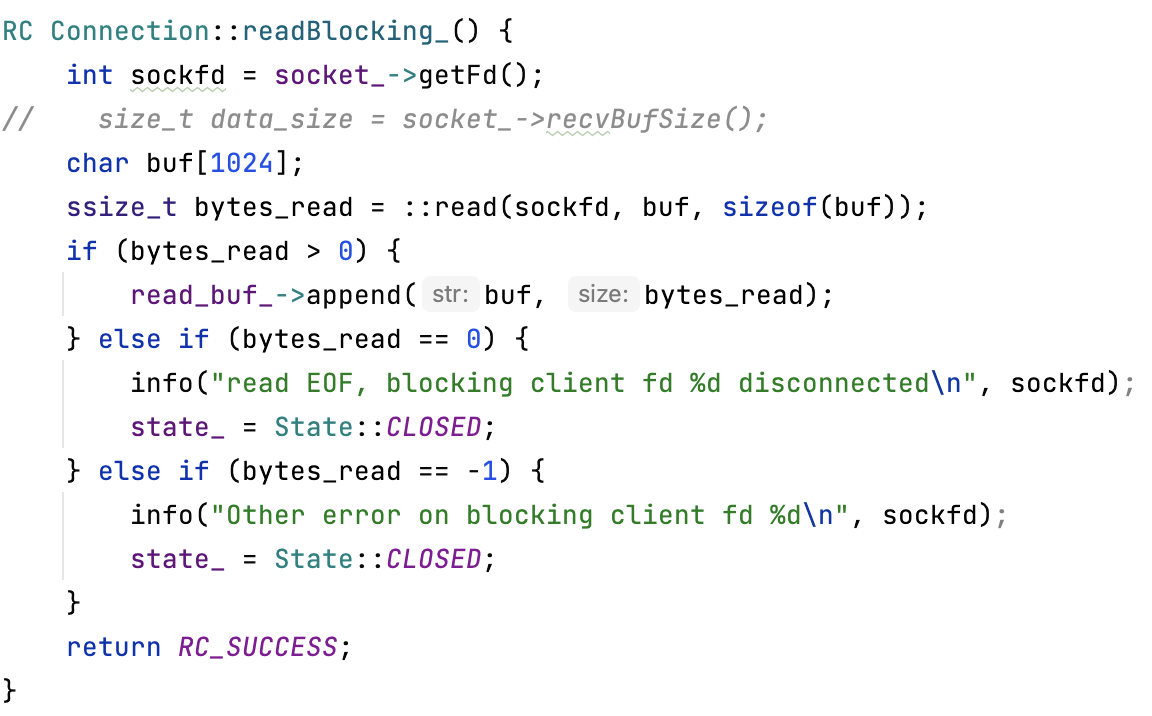 RC Connection::readBlocking_() {
    int sockfd = socket_->getFd();
//    size_t data_size = socket_->recvBufSize();
    char buf[1024];
    ssize_t bytes_read = ::read(sockfd, buf, sizeof(buf));
    if (bytes_read > 0) {
        read_buf_->append( str: buf,  size: bytes_read);
    } else if (bytes_read == 0) {
        info("read EOF, blocking client fd %d disconnected\n", sockfd);
        state_ = State::CLOSED;
    } else if (bytes_read == -1) {
        info("Other error on blocking client fd %d\n", sockfd);
        state_ = State::CLOSED;
    }
    return RC_SUCCESS;
}